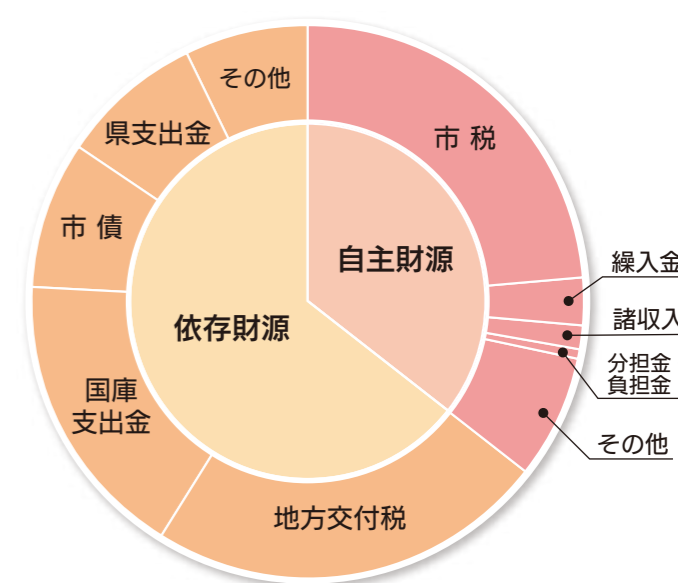 その他
県支出金
市税
市債
自主財源
繰入金
諸収入
依存財源
分担金
負担金
国庫
支出金
その他
地方交付税